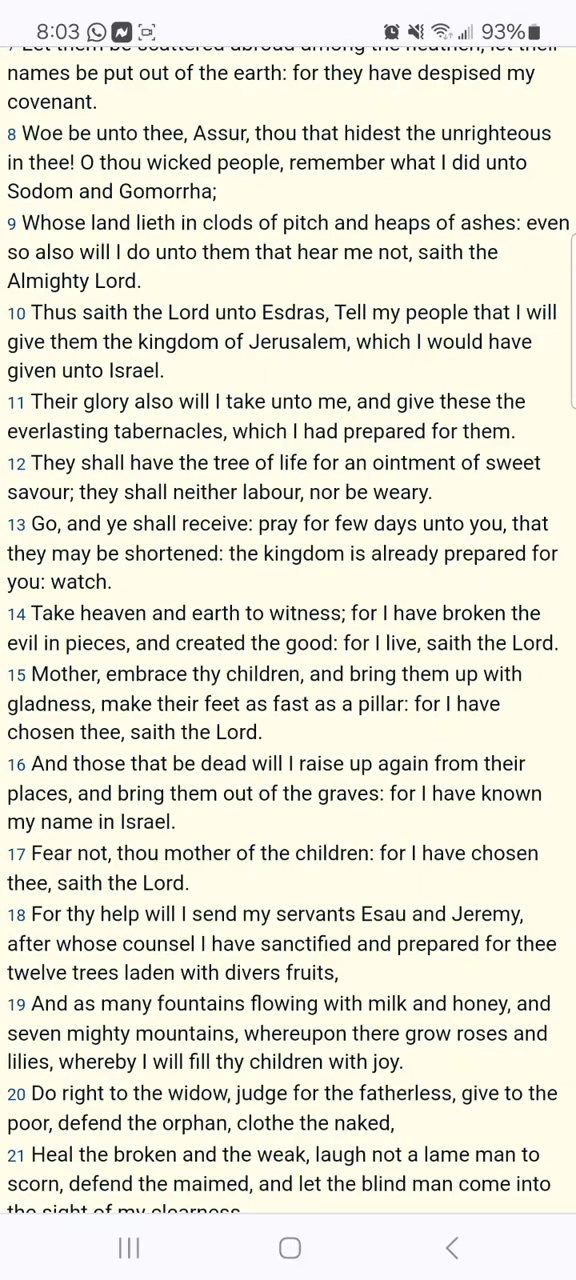 8:03 93%
7 Let them be scattered abroad among the heathen, let their
names be put out of the earth: for they have despised my
covenant.
8 Woe be unto thee, Assur, thou that hidest the unrighteous
in thee! O thou wicked people, remember what I did unto
Sodom and Gomorrha;
9 Whose land lieth in clods of pitch and heaps of ashes: even
so also will I do unto them that hear me not, saith the
Almighty Lord.
10 Thus saith the Lord unto Esdras, Tell my people that I will
give them the kingdom of Jerusalem, which I would have
given unto Israel.
11 Their glory also will I take unto me, and give these the
everlasting tabernacles, which I had prepared for them.
12 They shall have the tree of life for an ointment of sweet
savour; they shall neither labour, nor be weary.
13 Go, and ye shall receive: pray for few days unto you, that
they may be shortened: the kingdom is already prepared for
you: watch.
14 Take heaven and earth to witness; for I have broken the
evil in pieces, and created the good: for I live, saith the Lord.
15 Mother, embrace thy children, and bring them up with
gladness, make their feet as fast as a pillar: for I have
chosen thee, saith the Lord.
16 And those that be dead will I raise up again from their
places, and bring them out of the graves: for I have known
my name in Israel.
17 Fear not, thou mother of the children: for I have chosen
thee, saith the Lord.
18 For thy help will I send my servants Esau and Jeremy,
after whose counsel I have sanctified and prepared for thee
twelve trees laden with divers fruits,
19 And as many fountains flowing with milk and honey, and
seven mighty mountains, whereupon there grow roses and
lilies, whereby I will fill thy children with joy.
20 Do right to the widow, judge for the fatherless, give to the
poor, defend the orphan, clothe the naked,
21 Heal the broken and the weak, laugh not a lame man to
scorn, defend the maimed, and let the blind man come into
the sight of my clearness